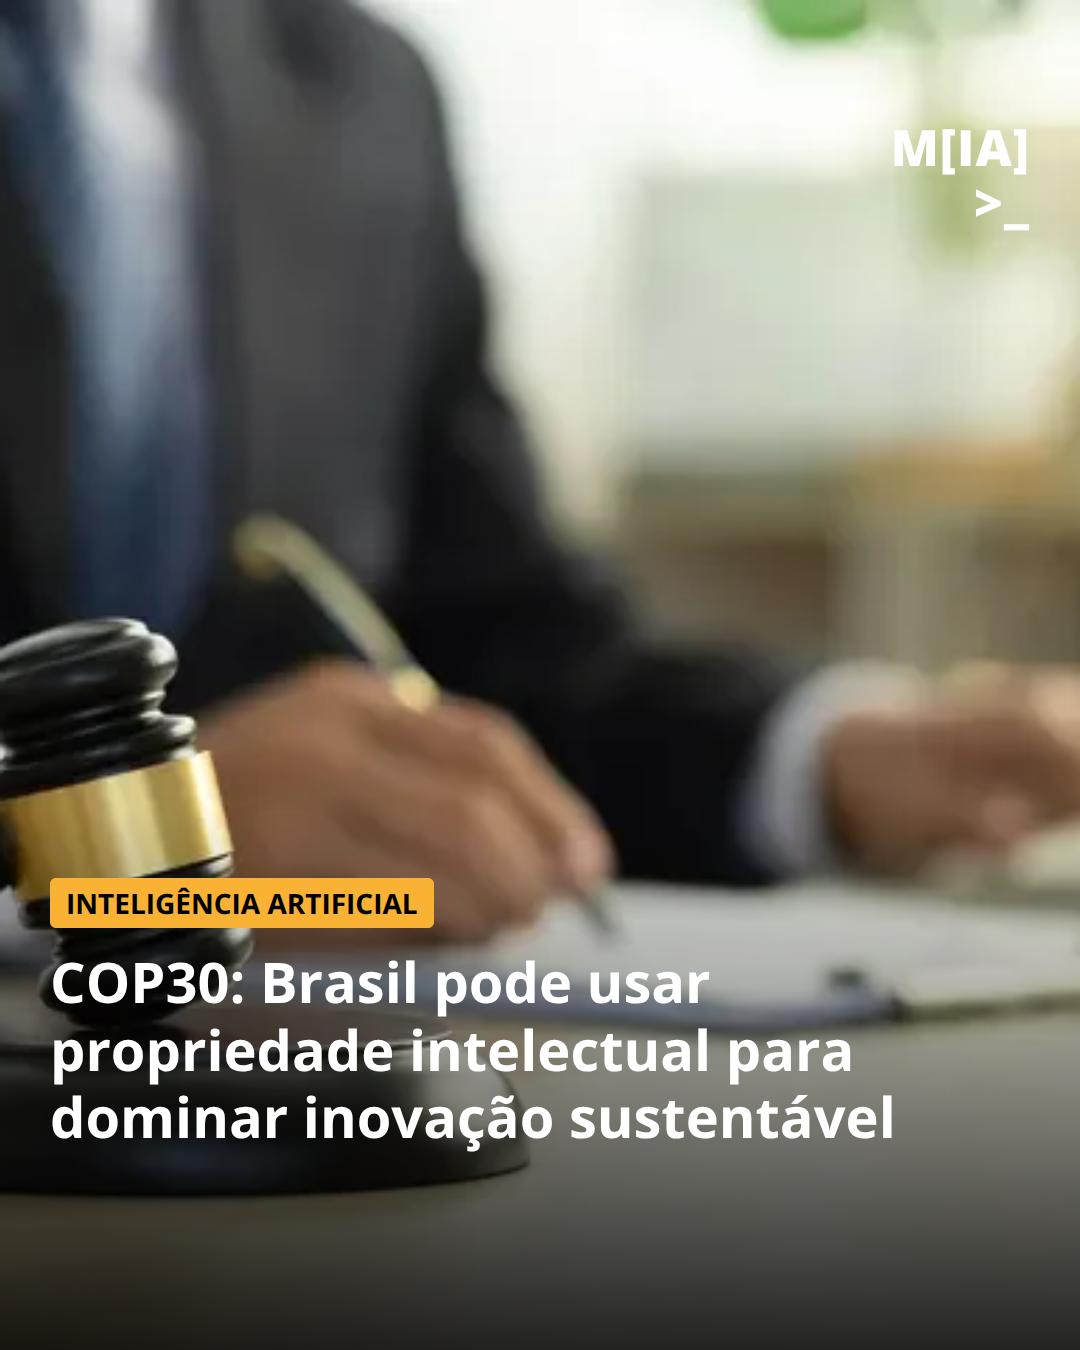 M[IA]
>_
INTELIGÊNCIA ARTIFICIAL
COP30: Brasil pode usar
propriedade intelectual para
dominar inovação sustentável